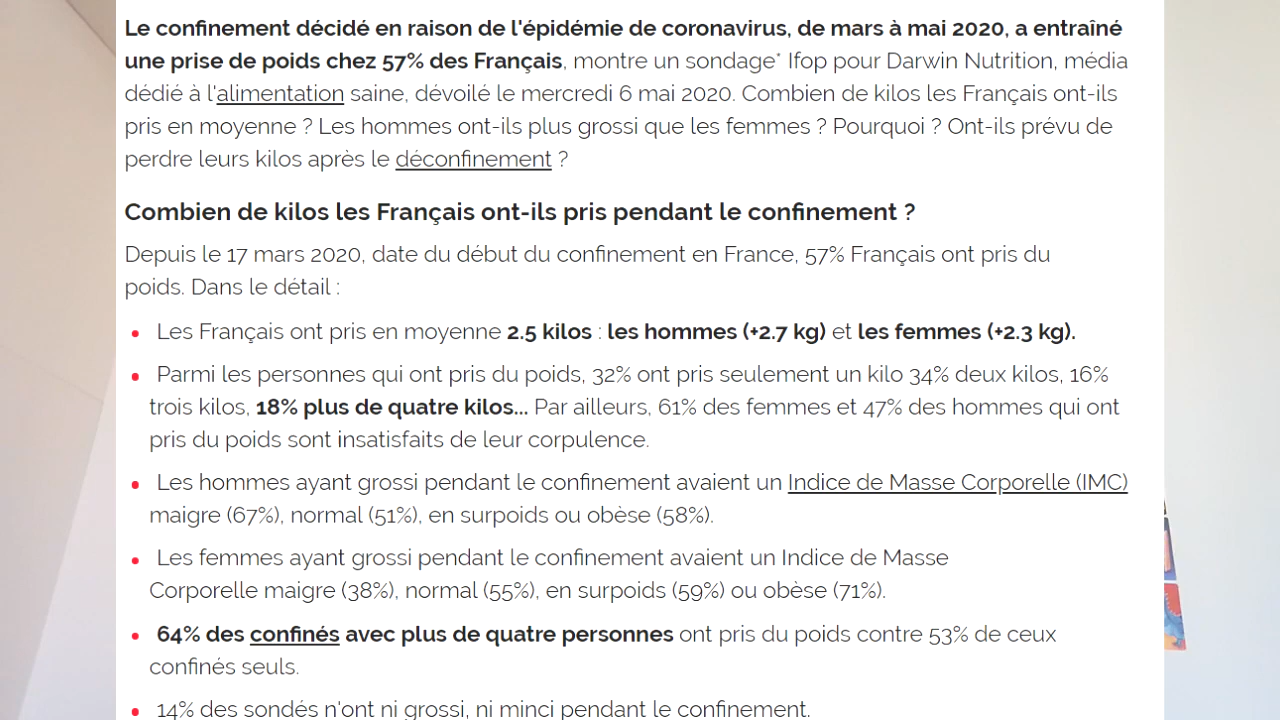 Le confinement décidé en raison de l'épidémie de coronavirus, de mars à mai 2020, a entraîné
une prise de poids chez 57% des Français, montre un sondage* Ifop pour Darwin Nutrition, média
dédié à l'alimentation saine, dévoilé le mercredi 6 mai 2020. Combien de kilos les Français ont-ils
pris en moyenne ? Les hommes ont-ils plus grossi que les femmes ? Pourquoi ? Ont-ils prévu de
perdre leurs kilos après le déconfinement ?
Combien de kilos les Français ont-ils pris pendant le confinement ?
Depuis le 17 mars 2020, date du début du confinement en France, 57% Français ont pris du
poids. Dans le détail :
• Les Français ont pris en moyenne 2.5 kilos : les hommes (+2.7 kg) et les femmes (+2.3 kg).
• Parmi les personnes qui ont pris du poids, 32% ont pris seulement un kilo 34% deux kilos, 16%
trois kilos, 18% plus de quatre kilos... Par ailleurs, 61% des femmes et 47% des hommes qui ont
pris du poids sont insatisfaits de leur corpulence.
• Les hommes ayant grossi pendant le confinement avaient un Indice de Masse Corporelle (IMC)
maigre (67%), normal (51%), en surpoids ou obèse (58%).
• Les femmes ayant grossi pendant le confinement avaient un Indice de Masse
Corporelle maigre (38%), normal (55%), en surpoids (59%) ou obèse (71%).
• 64% des confinés avec plus de quatre personnes ont pris du poids contre 53% de ceux
confinés seuls.
• 14% des sondés n'ont ni grossi, ni minci pendant le confinement.